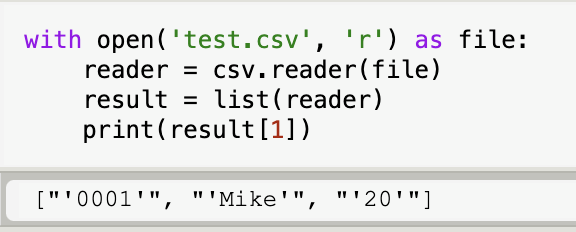 with open('test.csv', 'r') as file:
    reader = csv.reader(file)
    result = list(reader)
    print(result[1])
["'0001'", "'Mike'", "'20'"]